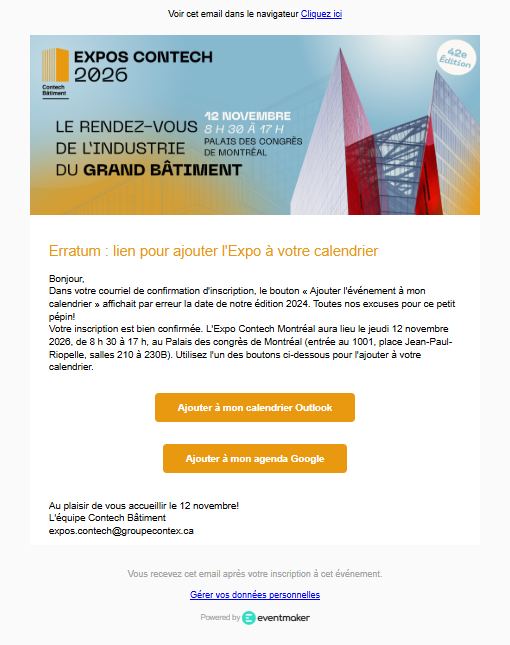 Voir cet email dans le navigateur Cliquez ici
EXPOS CONTECH
2026
Contech
Bâtiment
42e
Édition
LE RENDEZ-VOUS
DE L'INDUSTRIE
DU GRAND BÂTIMENT
12 NOVEMBRE
8 H 30 À 17 H
PALAIS DES CONGRÈS
DE MONTRÉAL
Erratum : lien pour ajouter l'Expo à votre calendrier
Bonjour,
Dans votre courriel de confirmation d'inscription, le bouton « Ajouter l'événement à mon
calendrier » affichait par erreur la date de notre édition 2024. Toutes nos excuses pour ce petit
pépin!
Votre inscription est bien confirmée. L'Expo Contech Montréal aura lieu le jeudi 12 novembre
2026, de 8 h 30 à 17 h, au Palais des congrès de Montréal (entrée au 1001, place Jean-Paul-
Riopelle, salles 210 à 230B). Utilisez l'un des boutons ci-dessous pour l'ajouter à votre
calendrier.
Ajouter à mon calendrier Outlook
Ajouter à mon agenda Google
Au plaisir de vous accueillir le 12 novembre!
L'équipe Contech Bâtiment
expos.contech@groupecontex.ca
Vous recevez cet email après votre inscription à cet événement.
Gérer vos données personnelles
Powered by eventmaker